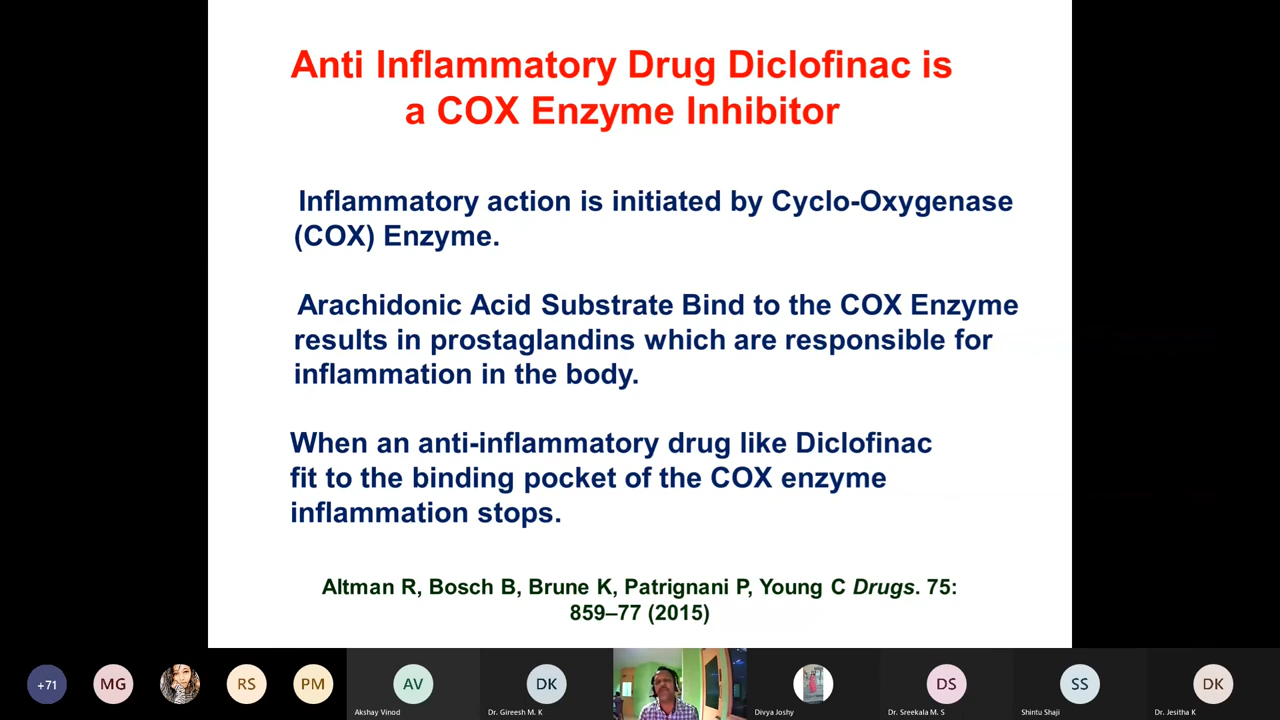 Anti Inflammatory Drug Diclofinac is
a COX Enzyme Inhibitor
Inflammatory action is initiated by Cyclo-Oxygenase
(COX) Enzyme.
Arachidonic Acid Substrate Bind to the COX Enzyme
results in prostaglandins which are responsible for
inflammation in the body.
When an anti-inflammatory drug like Diclofinac
fit to the binding pocket of the COX enzyme
inflammation stops.
Altman R, Bosch B, Brune K, Patrignani P, Young C Drugs. 75:
859–77 (2015)
+71
MG
RS
PM
AV
DK
DS
SS
DK
Akshay Vinod
Dr. Gireesh M. K
Divya Joshy
Dr. Sreekala M. S
Shintu Shaji
Dr. Jesitha K